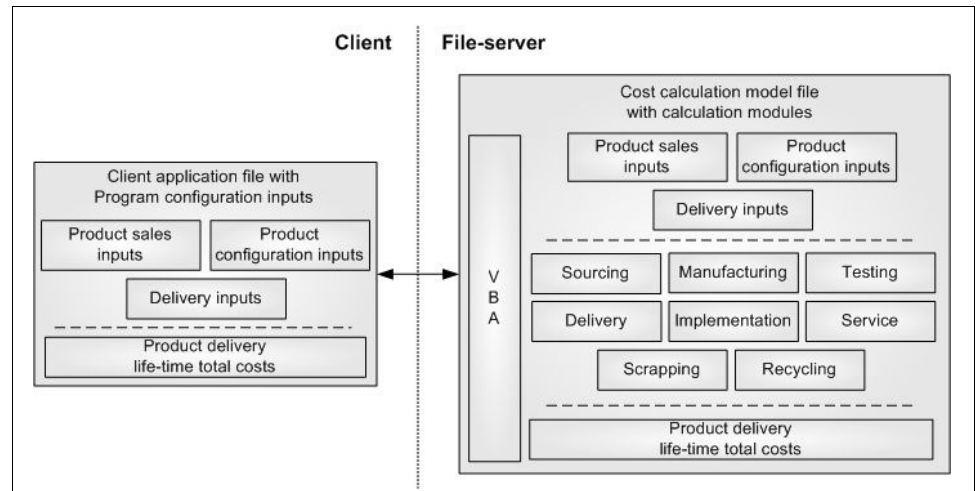 Client
File-server
Client application file with
Program configuration inputs
Product sales
inputs
Product
configuration inputs
Delivery inputs
Product delivery
life-time total costs
Cost calculation model file
with calculation modules
V
B
A
Product sales
inputs
Product
configuration inputs
Delivery inputs
Sourcing
Manufacturing
Testing
Delivery
Implementation
Service
Scrapping
Recycling
Product delivery
life-time total costs